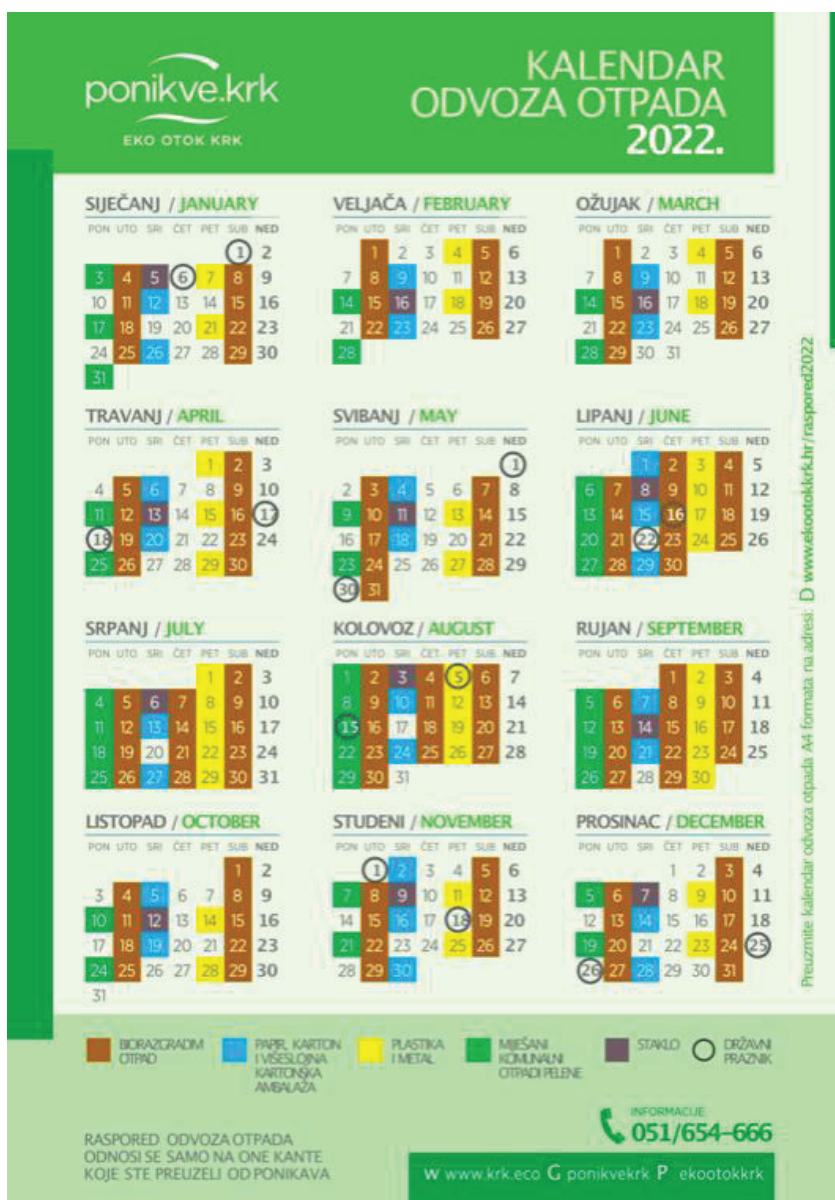 ponikve.krk
EKO OTOK KRK
KALENDAR
ODVOZA OTPADA
2022.
SIJEČANJ / JANUARY
PON UTO SRI ČET PET SUB NED
1 2
3 4 5 6 7 8 9
10 11 12 13 14 15 16
17 18 19 20 21 22 23
24 25 26 27 28 29 30
31
VELJAČA / FEBRUARY
PON UTO SRI ČET PET SUB NED
1 2 3 4 5 6
7 8 9 10 11 12 13
14 15 16 17 18 19 20
21 22 23 24 25 26 27
28
OŽUJAK / MARCH
PON UTO SRI ČET PET SUB NED
1 2 3 4 5 6
7 8 9 10 11 12 13
14 15 16 17 18 19 20
21 22 23 24 25 26 27
28 29 30 31
TRAVANJ / APRIL
PON UTO SRI ČET PET SUB NED
1 2 3
4 5 6 7 8 9 10
11 12 13 14 15 16 17
18 19 20 21 22 23 24
25 26 27 28 29 30
SVIBANJ / MAY
PON UTO SRI ČET PET SUB NED
1
2 3 4 5 6 7 8
9 10 11 12 13 14 15
16 17 18 19 20 21 22
23 24 25 26 27 28 29
30 31
LIPANJ / JUNE
PON UTO SRI ČET PET SUB NED
1 2 3 4 5
6 7 8 9 10 11 12
13 14 15 16 17 18 19
20 21 22 23 24 25 26
27 28 29 30
SRPANJ / JULY
PON UTO SRI ČET PET SUB NED
1 2 3
4 5 6 7 8 9 10
11 12 13 14 15 16 17
18 19 20 21 22 23 24
25 26 27 28 29 30 31
KOLOVOZ / AUGUST
PON UTO SRI ČET PET SUB NED
1 2 3 4 5 6 7
8 9 10 11 12 13 14
15 16 17 18 19 20 21
22 23 24 25 26 27 28
29 30 31
RUJAN / SEPTEMBER
PON UTO SRI ČET PET SUB NED
1 2 3 4
5 6 7 8 9 10 11
12 13 14 15 16 17 18
19 20 21 22 23 24 25
26 27 28 29 30
LISTOPAD / OCTOBER
PON UTO SRI ČET PET SUB NED
1 2
3 4 5 6 7 8 9
10 11 12 13 14 15 16
17 18 19 20 21 22 23
24 25 26 27 28 29 30
31
STUDENI / NOVEMBER
PON UTO SRI ČET PET SUB NED
1 2 3 4 5 6
7 8 9 10 11 12 13
14 15 16 17 18 19 20
21 22 23 24 25 26 27
28 29 30
PROSINAC / DECEMBER
PON UTO SRI ČET PET SUB NED
1 2 3 4
5 6 7 8 9 10 11
12 13 14 15 16 17 18
19 20 21 22 23 24 25
26 27 28 29 30 31
Preuzmite kalendar odvoza otpada A4 formata na adresi: D www.ekootokkrk.hr/raspored2022
BIORAZGRADIVI
OTPAD
PAPIR, KARTON
I VIŠESLOJNA
KARTONSKA
AMBALAŽA
PLASTIKA
I METAL
MIJEŠANI
KOMUNALNI
OTPAD I PELENE
STAKLO
DRŽAVNI
PRAZNIK
RASPORED ODVOZA OTPADA
ODNOSI SE SAMO NA ONE KANTE
KOJE STE PREUZELI OD PONIKAVA
INFORMACIJE
051/654-666
W www.krk.eco G ponikvekrk P ekootokkrk